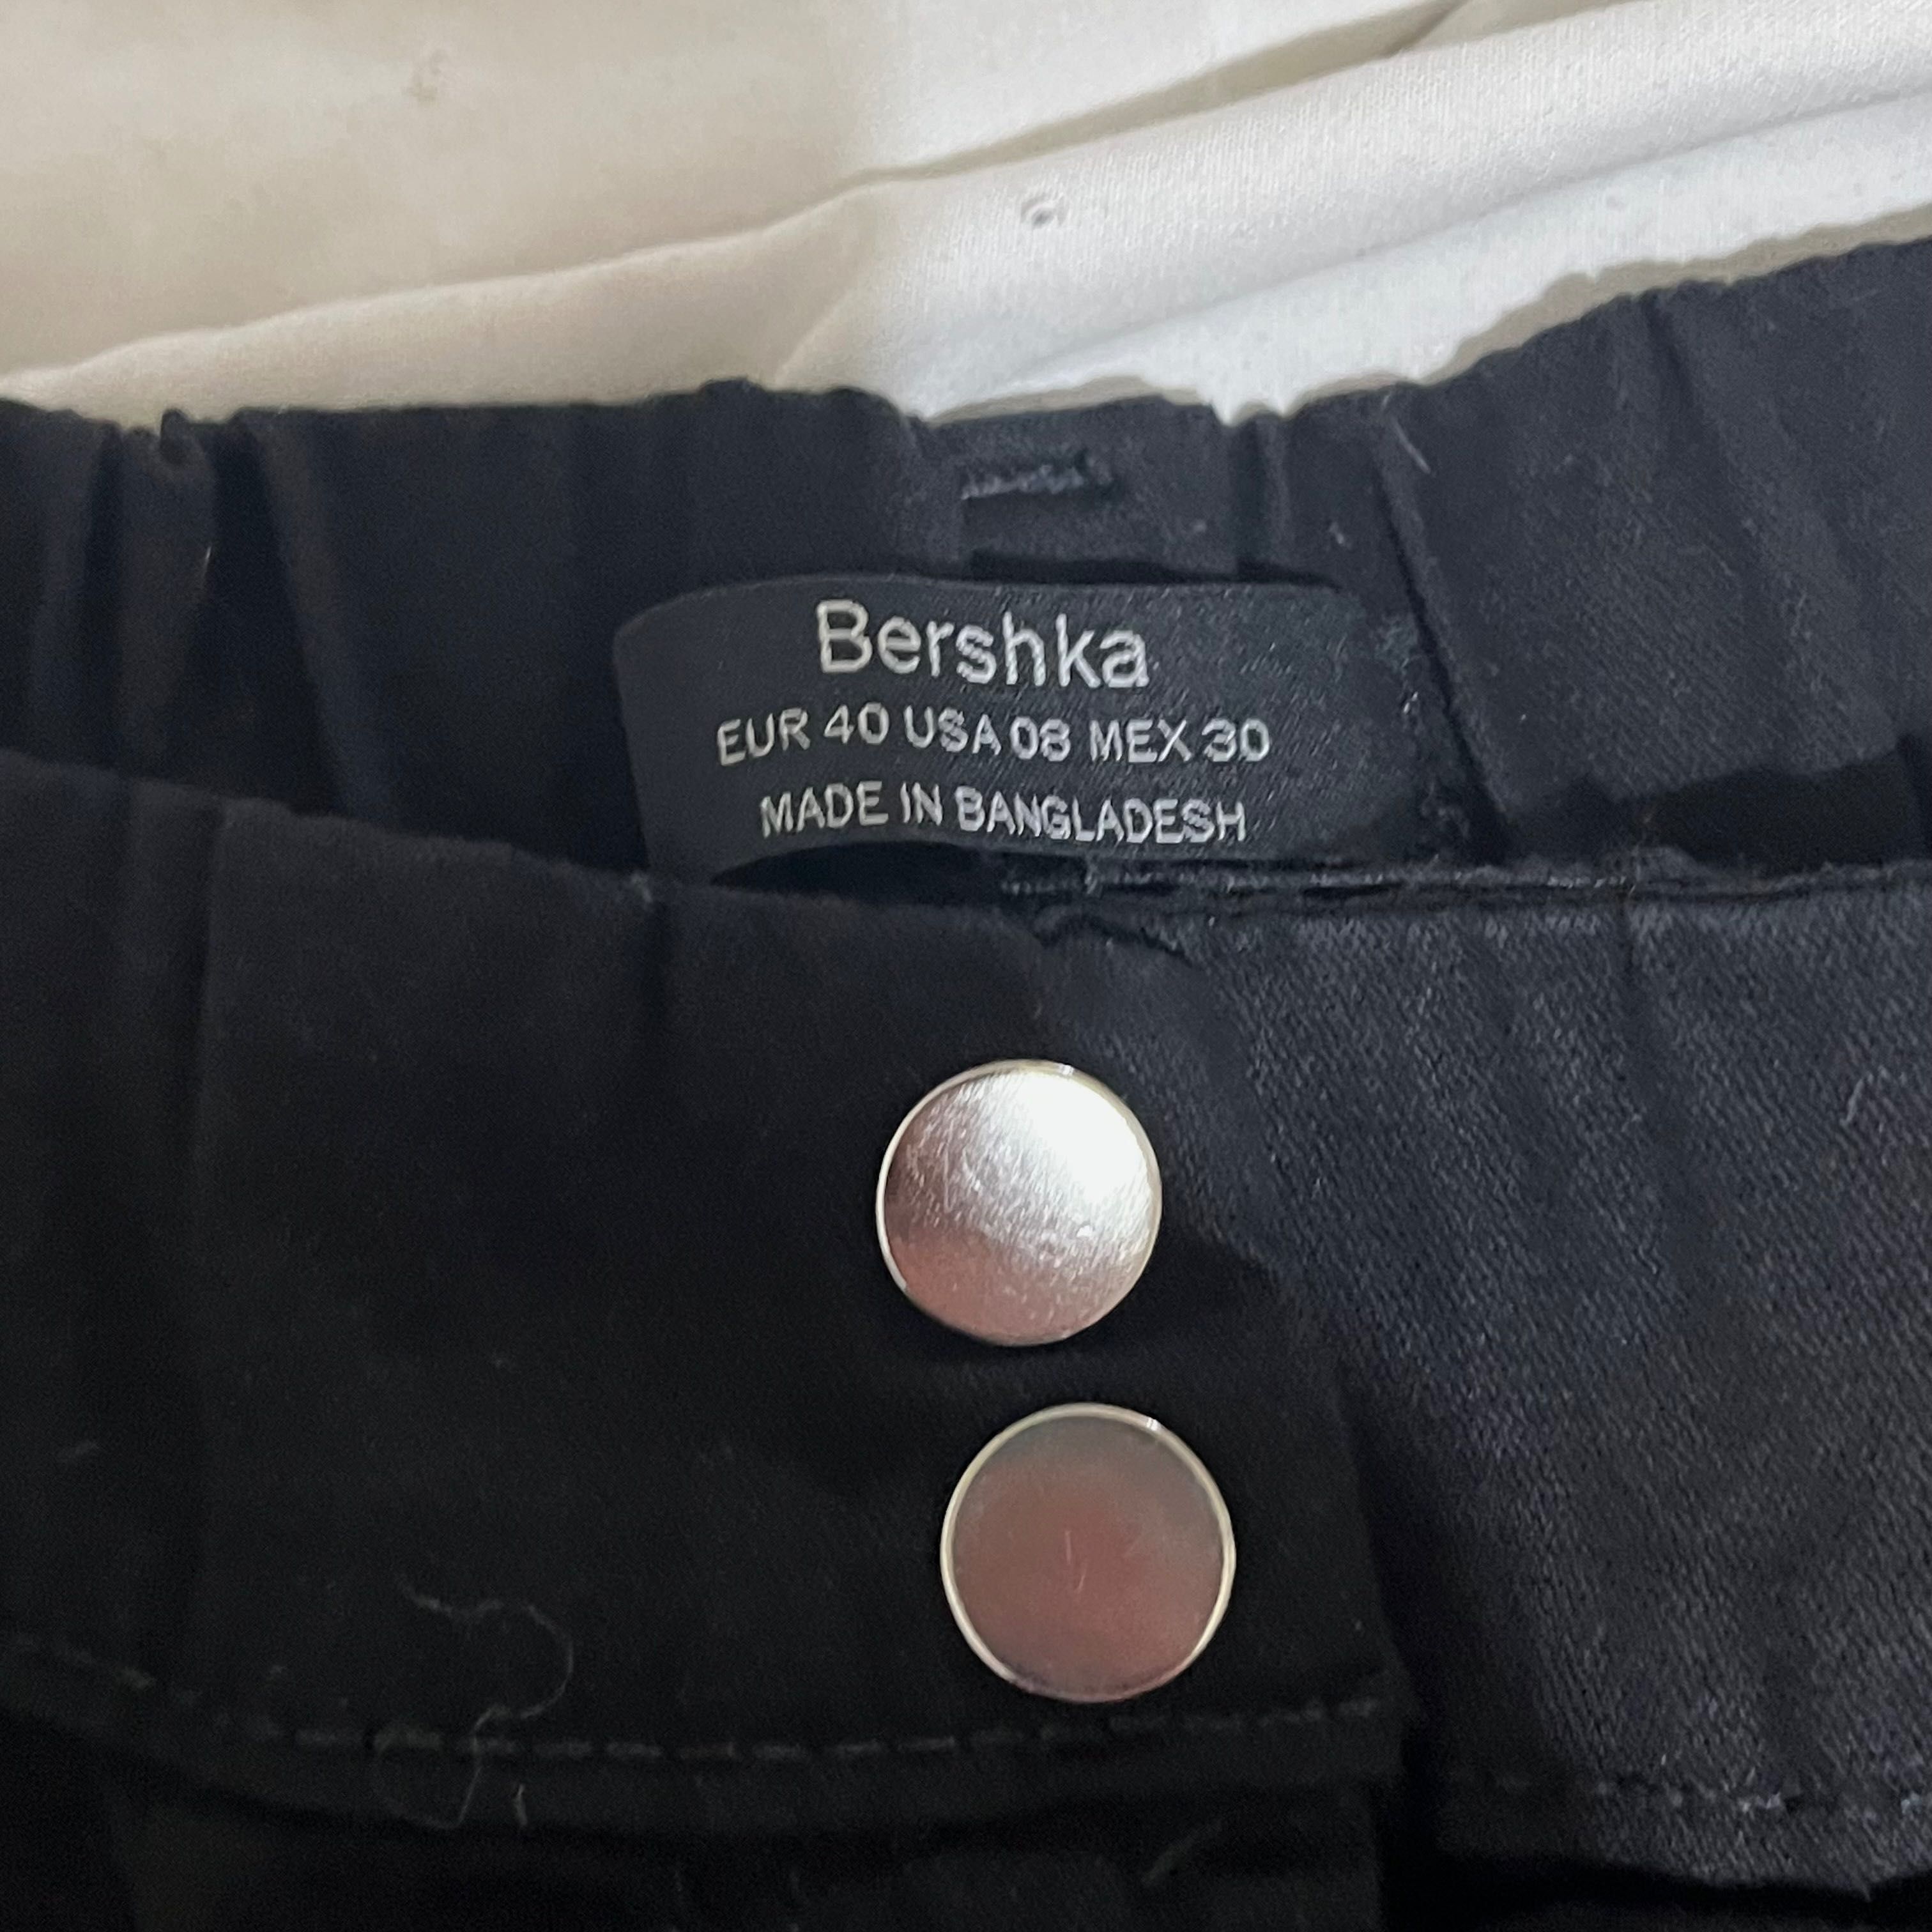 Bershka
EUR 40 USA 08 MEX 30
MADE IN BANGLADESH